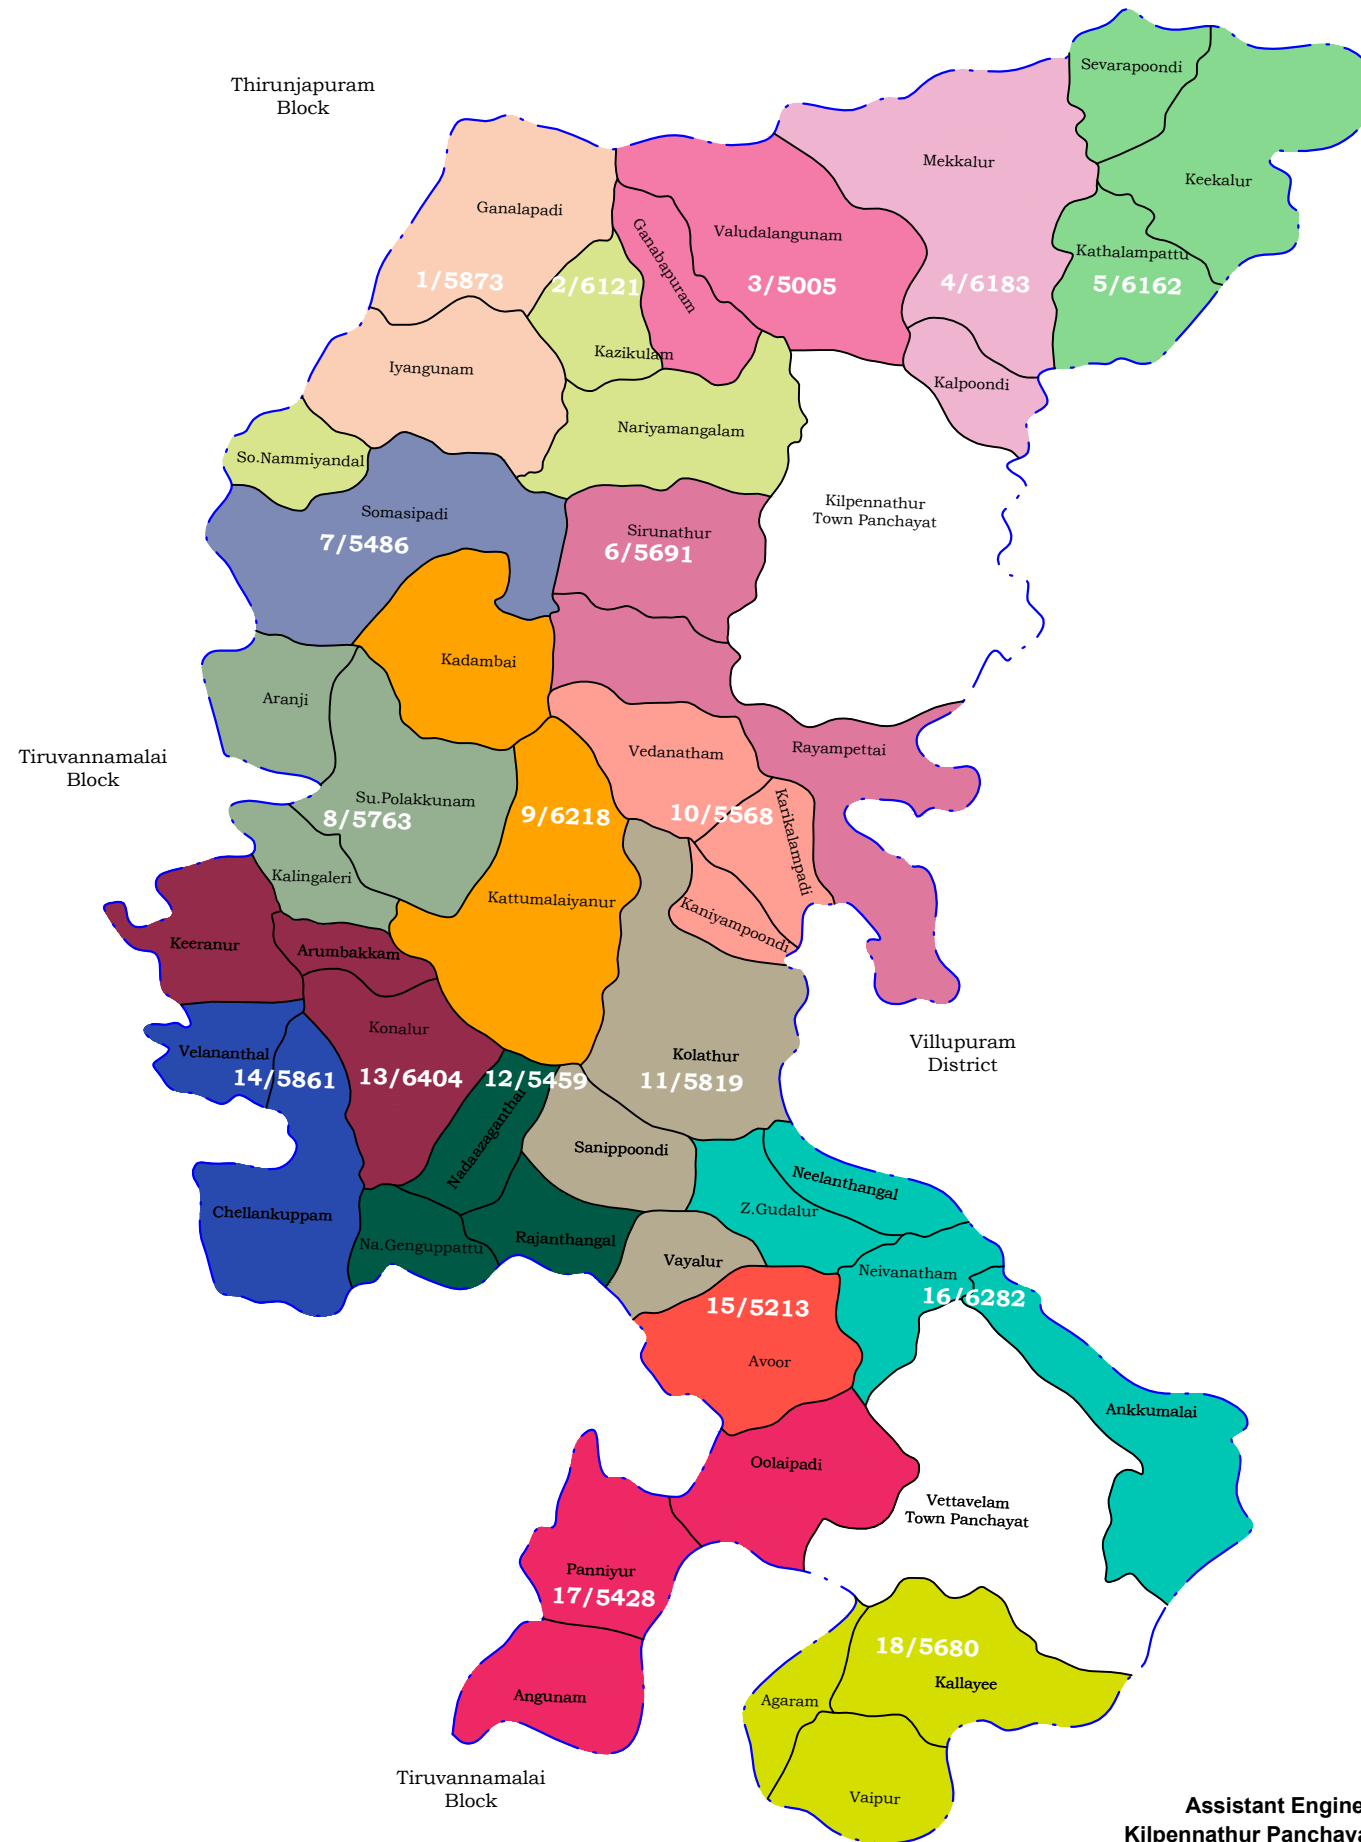 Thirunjapuram
Block
Sevarapoondi
Mekkalur
Keekalur
Ganalapadi
Ganabapuram
Valudalangunam
Kathalampattu
1/5873
2/6121
3/5005
4/6183
5/6162
Kazikulam
Iyangunam
Kalpoondi
Nariyamangalam
So.Nammiyandal
Somasipadi
Kilpennathur
Town Panchayat
Sirunathur
7/5486
6/5691
Kadambai
Aranji
Vedanatham
Rayampettai
Tiruvannamalai
Block
Su.Polakkunam
8/5763
9/6218
10/5568
Karikalampadi
Kalingaleri
Kattumalaiyanur
Kaniyampoondi
Keeranur
Arumbakkam
Konalur
Villupuram
District
Velananthal
Kolathur
14/5861
13/6404
12/5459
11/5819
Nadaazaganthal
Sanippoondi
Neelanthangal
Chellankuppam
Z.Gudalur
Na.Genguppattu
Rajanthangal
Vayalur
Neivanatham
15/5213
16/6282
Avoor
Ankkumalai
Oolaipadi
Vettavelam
Town Panchayat
Panniyur
17/5428
18/5680
Kallayee
Angunam
Agaram
Tiruvannamalai
Block
Vaipur
Assistant Engine
Kilpennathur Panchaya